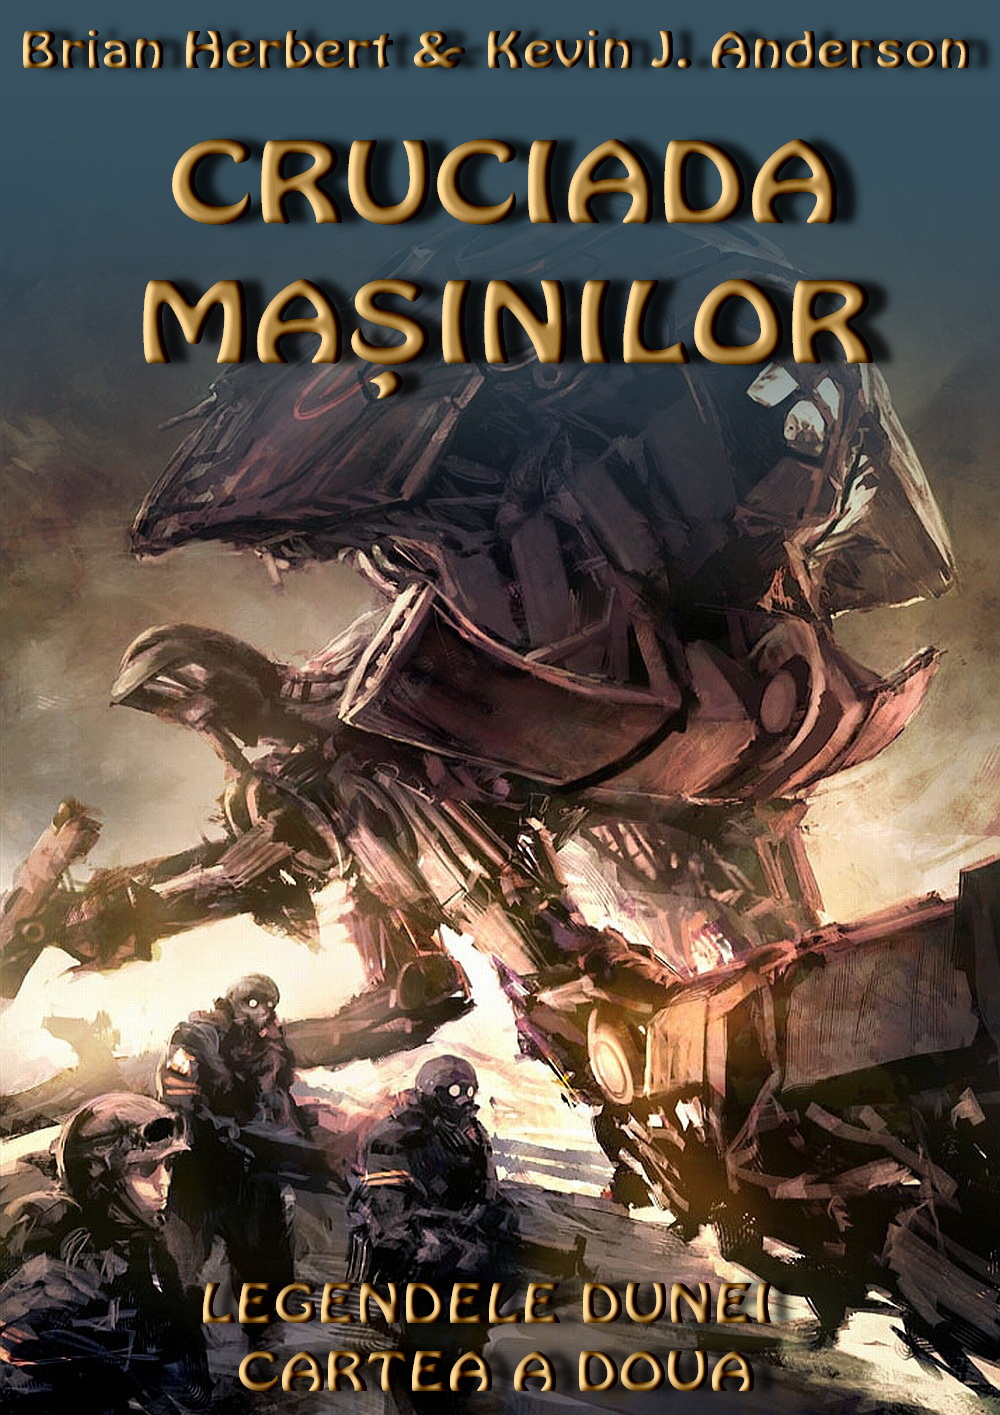 Brian Herbert & Kevin J. Anderson
CRUCIADA
MAȘINILOR
LEGENDELE DUNEI
CARTEA A DOUA